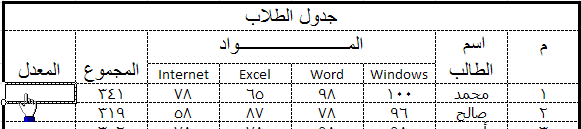 جدول الطلاب
م اسم الطالب المــــــــــــــواد المجموع المعدل
Windows Word Excel Internet
١ محمد ١٠٠ ٩٨ ٦٥ ٧٨ ٣٤١
٢ صالح ٩٦ ٧٨ ٨٧ ٥٨ ٣١٩